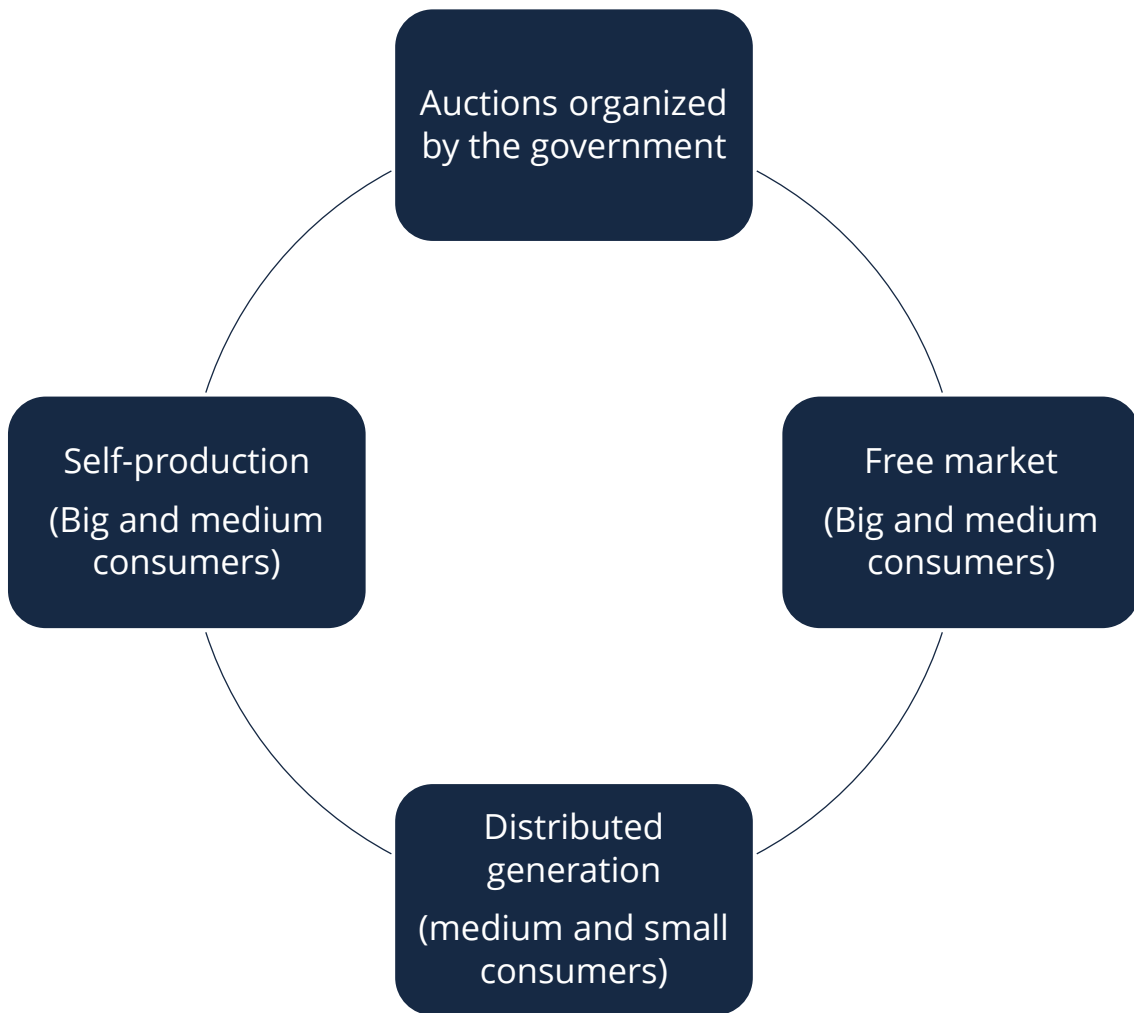 Auctions organized
by the government
Self-production
(Big and medium
consumers)
Free market
(Big and medium
consumers)
Distributed
generation
(medium and small
consumers)